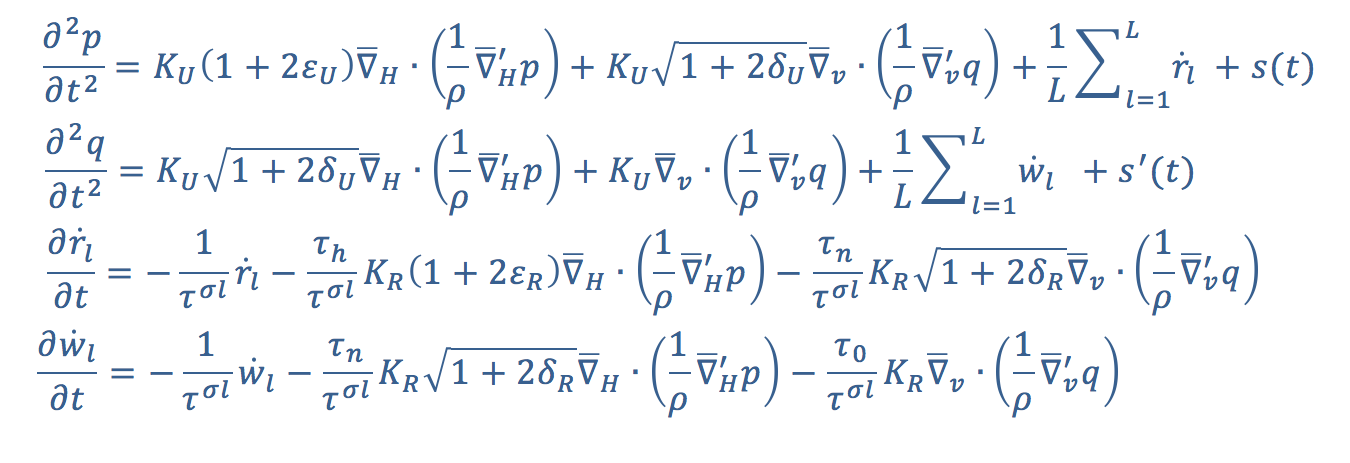 ∂²p/∂t² = K_U(1 + 2ε_U)∇̅_H · (1/ρ ∇̅′_H p) + K_U√(1 + 2δ_U) ∇̅_v · (1/ρ ∇̅′_v q) + 1/L ∑_{l=1}^{L} ṙ_l + s(t)
∂²q/∂t² = K_U√(1 + 2δ_U) ∇̅_H · (1/ρ ∇̅′_H p) + K_U ∇̅_v · (1/ρ ∇̅′_v q) + 1/L ∑_{l=1}^{L} ẇ_l + s′(t)
∂ṙ_l/∂t = − 1/τ^{σl} ṙ_l − τ_h/τ^{σl} K_R(1 + 2ε_R)∇̅_H · (1/ρ ∇̅′_H p) − τ_n/τ^{σl} K_R√(1 + 2δ_R) ∇̅_v · (1/ρ ∇̅′_v q)
∂ẇ_l/∂t = − 1/τ^{σl} ẇ_l − τ_n/τ^{σl} K_R√(1 + 2δ_R) ∇̅_H · (1/ρ ∇̅′_H p) − τ_0/τ^{σl} K_R ∇̅_v · (1/ρ ∇̅′_v q)